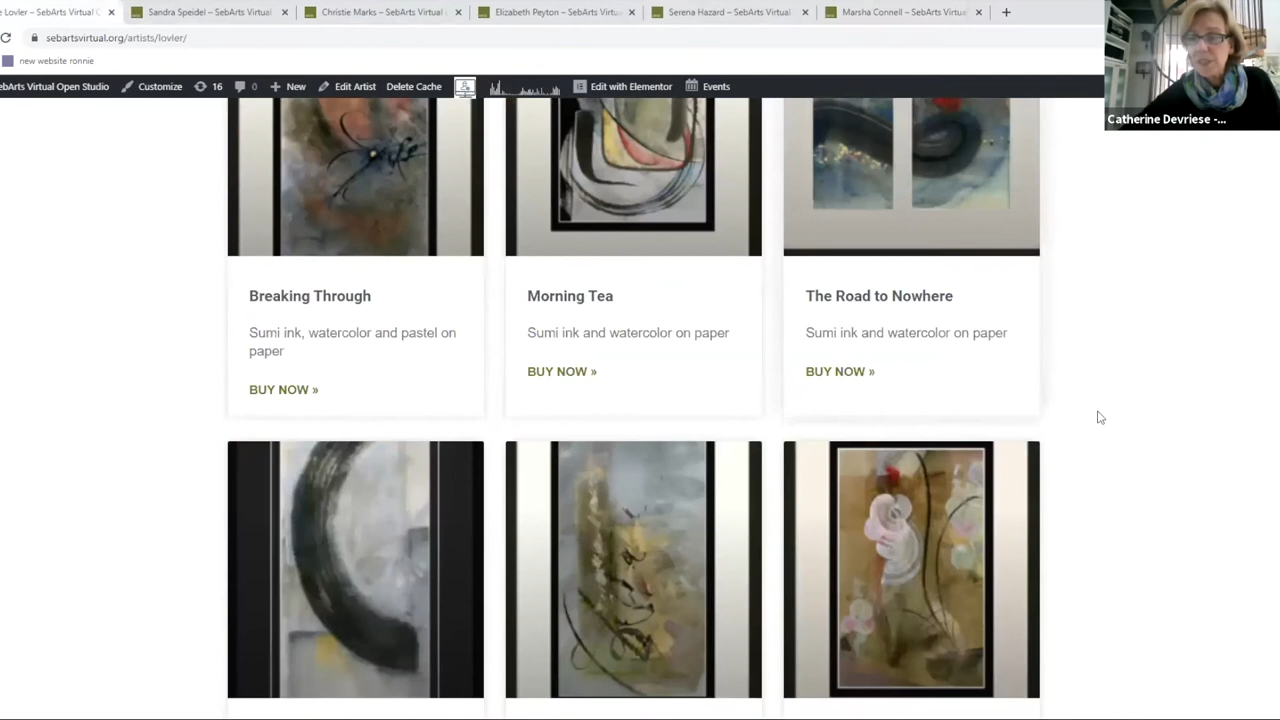 e Lovler – SebArts Virtual O
Sandra Speidel – SebArts Virtual
Christie Marks – SebArts Virtual
Elizabeth Peyton – SebArts Virtu
Serena Hazard – SebArts Virtual
Marsha Connell – SebArts Virtu
sebartsvirtual.org/artists/lovler/
new website ronnie
ebArts Virtual Open Studio Customize 16 0 New Edit Artist Delete Cache Edit with Elementor Events
Catherine Devriese -...
Breaking Through
Sumi ink, watercolor and pastel on
paper
BUY NOW »
Morning Tea
Sumi ink and watercolor on paper
BUY NOW »
The Road to Nowhere
Sumi ink and watercolor on paper
BUY NOW »